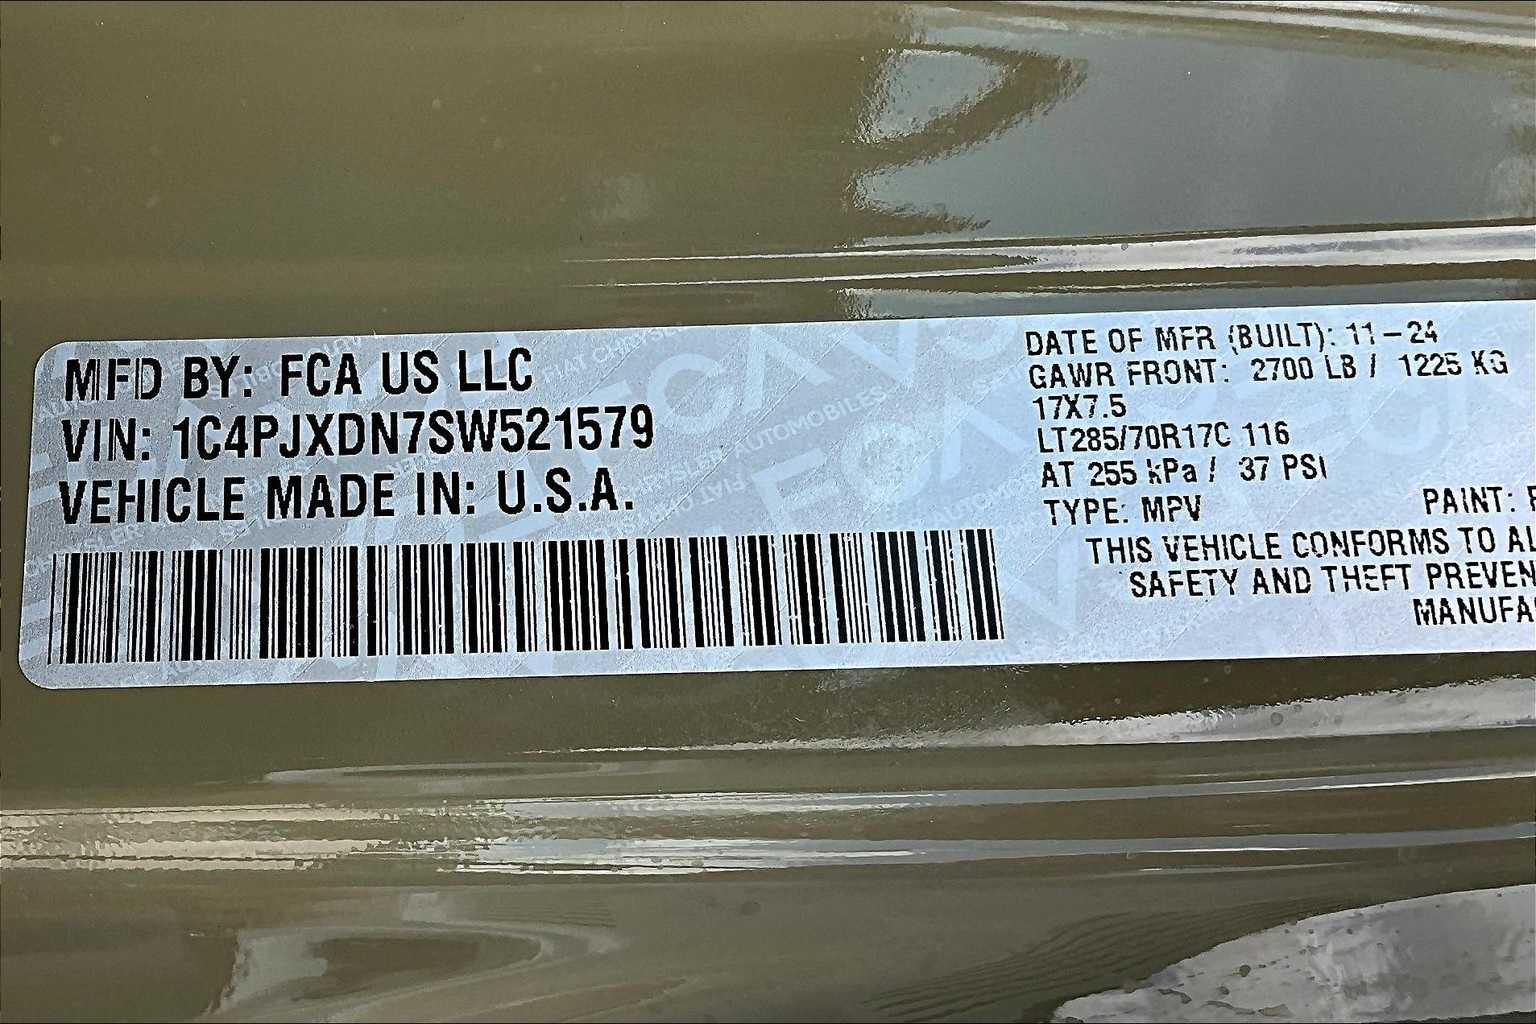 MFD BY: FCA US LLC
VIN: 1C4PJXDN7SW521579
VEHICLE MADE IN: U.S.A.
DATE OF MFR (BUILT): 11-24
GAWR FRONT: 2700 LB / 1225 KG
17X7.5
LT285/70R17C 116
AT 255 kPa / 37 PSI
TYPE: MPV
PAINT:
THIS VEHICLE CONFORMS TO
SAFETY AND THEFT